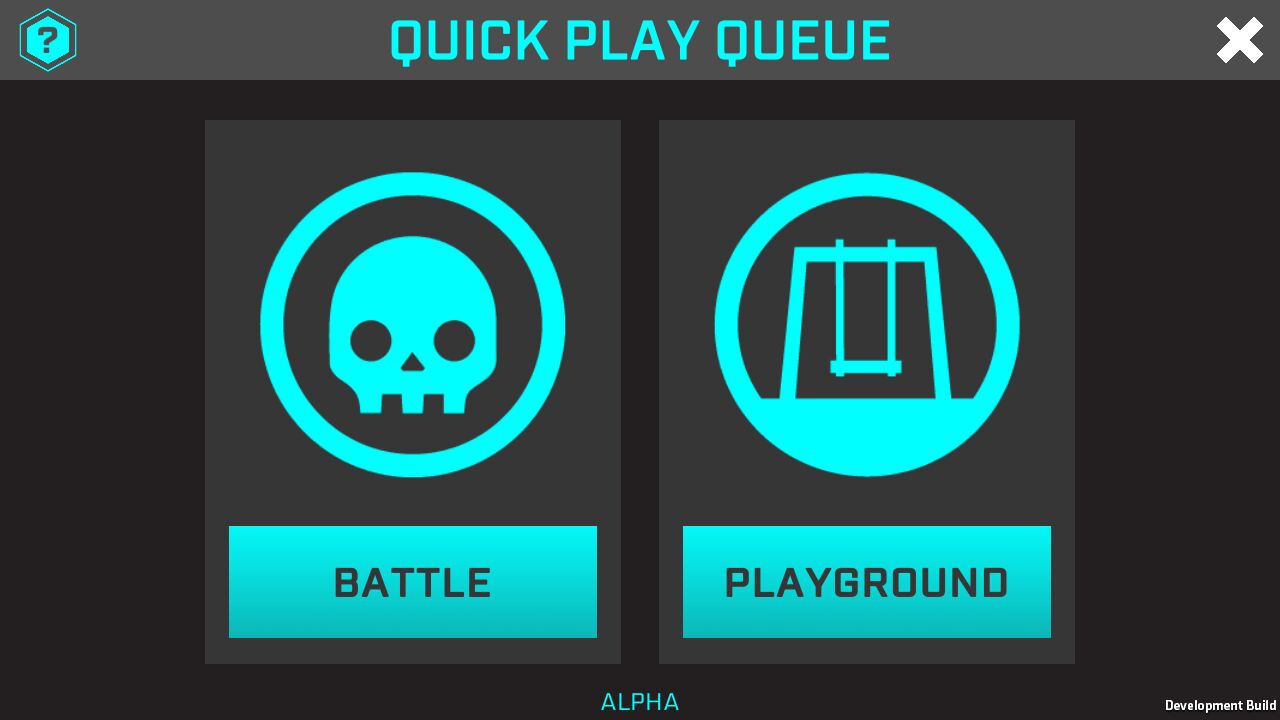 ?
QUICK PLAY QUEUE
BATTLE
PLAYGROUND
ALPHA
Development Build